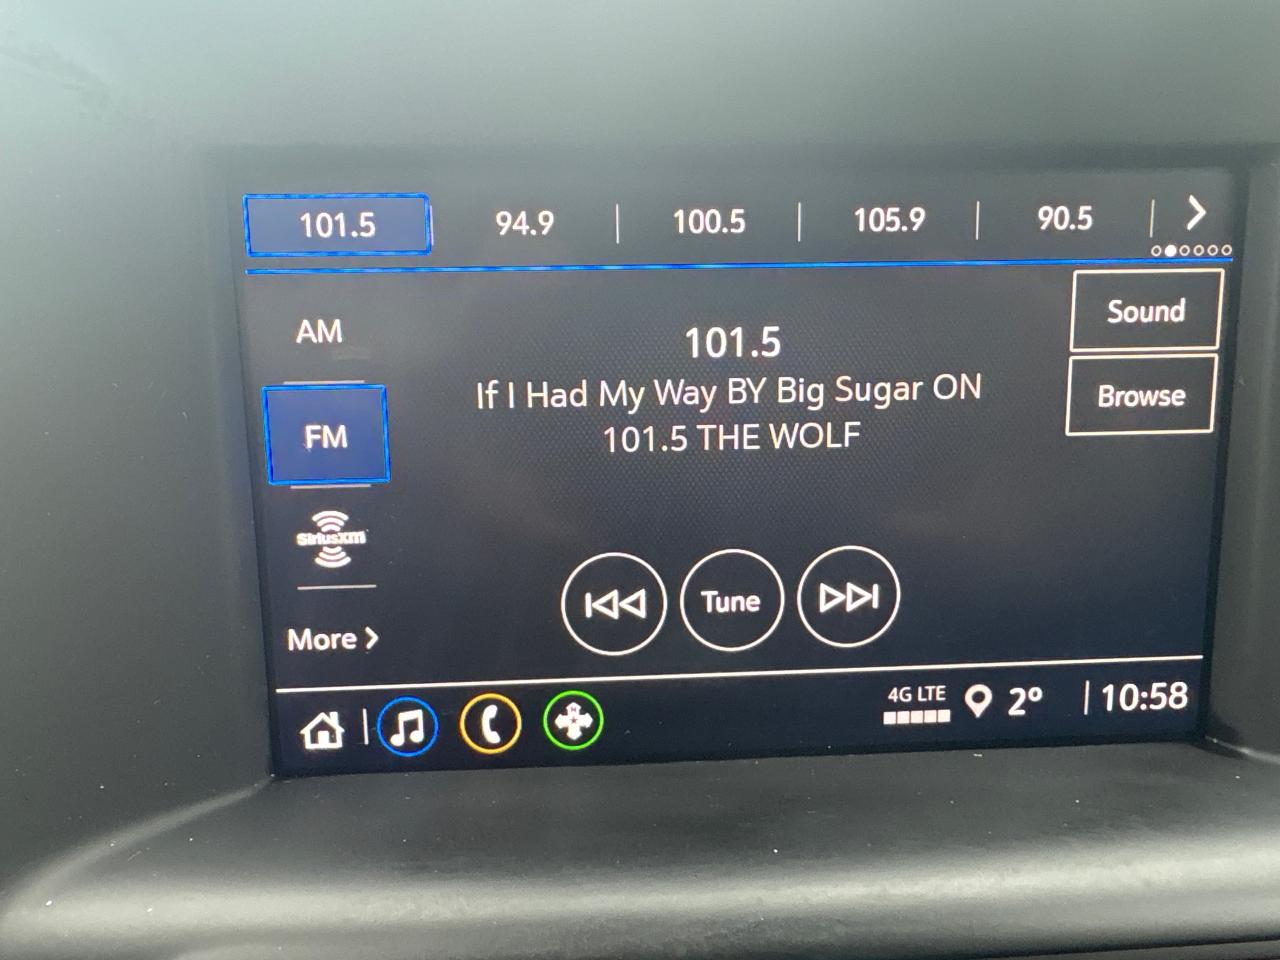 101.5 | 94.9 | 100.5 | 105.9 | 90.5 |
AM
FM
SiriusXM
More
101.5
If I Had My Way BY Big Sugar ON
101.5 THE WOLF
Sound
Browse
Tune
4G LTE
2º | 10:58